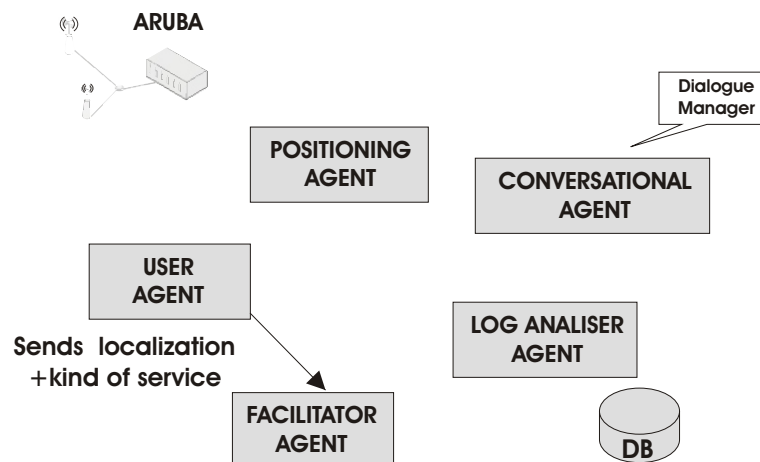 ARUBA
Dialogue
Manager
POSITIONING
AGENT
CONVERSATIONAL
AGENT
USER
AGENT
LOG ANALISER
AGENT
Sends localization
+kind of service
FACILITATOR
AGENT
DB